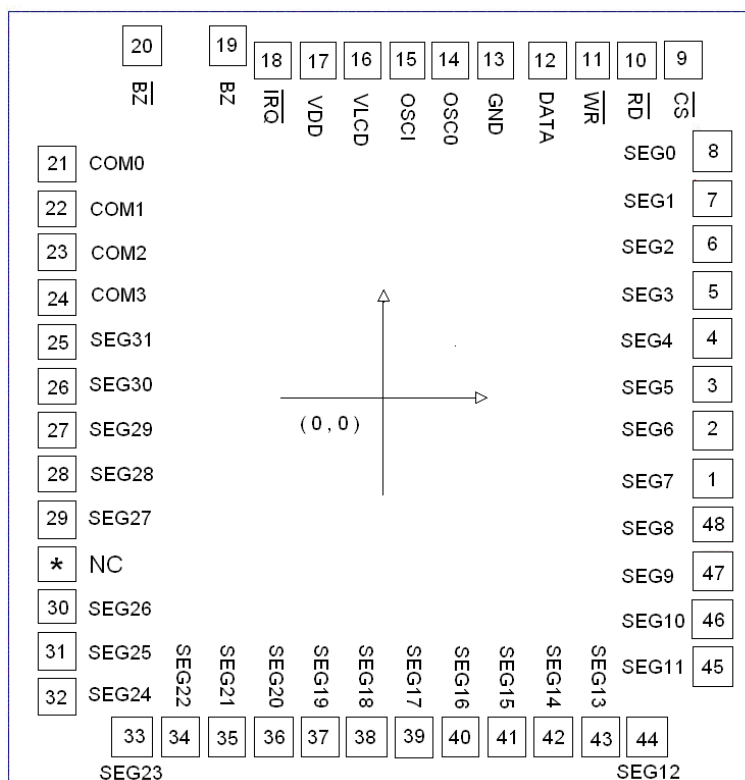 20 19 18 17 16 15 14 13 12 11 10 9
BZ BZ IRQ VDD VLCD OSCI OSC0 GND DATA WR RD CS
21 COM0 SEG0 8
22 COM1 SEG1 7
23 COM2 SEG2 6
24 COM3 SEG3 5
25 SEG31 SEG4 4
26 SEG30 SEG5 3
27 SEG29 (0,0) SEG6 2
28 SEG28 SEG7 1
29 SEG27 SEG8 48
* NC SEG9 47
30 SEG26 SEG10 46
31 SEG25 SEG11 45
32 SEG24
SEG22 SEG21 SEG20 SEG19 SEG18 SEG17 SEG16 SEG15 SEG14 SEG13
33 34 35 36 37 38 39 40 41 42 43 44
SEG23 SEG12